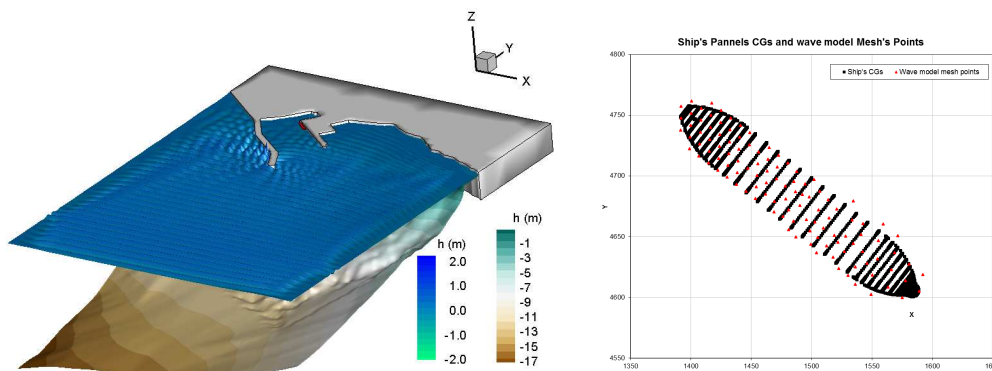 Z
Y
X
h (m)
2.0
1.0
0.0
-1.0
-2.0
h (m)
-1
-3
-5
-7
-9
-11
-13
-15
-17
Ship's Pannels CGs and wave model Mesh's Points
Ship's CGs
Wave model mesh points
4800
4750
4700
4650
4600
4550
Y
X
1350
1400
1450
1500
1550
1600